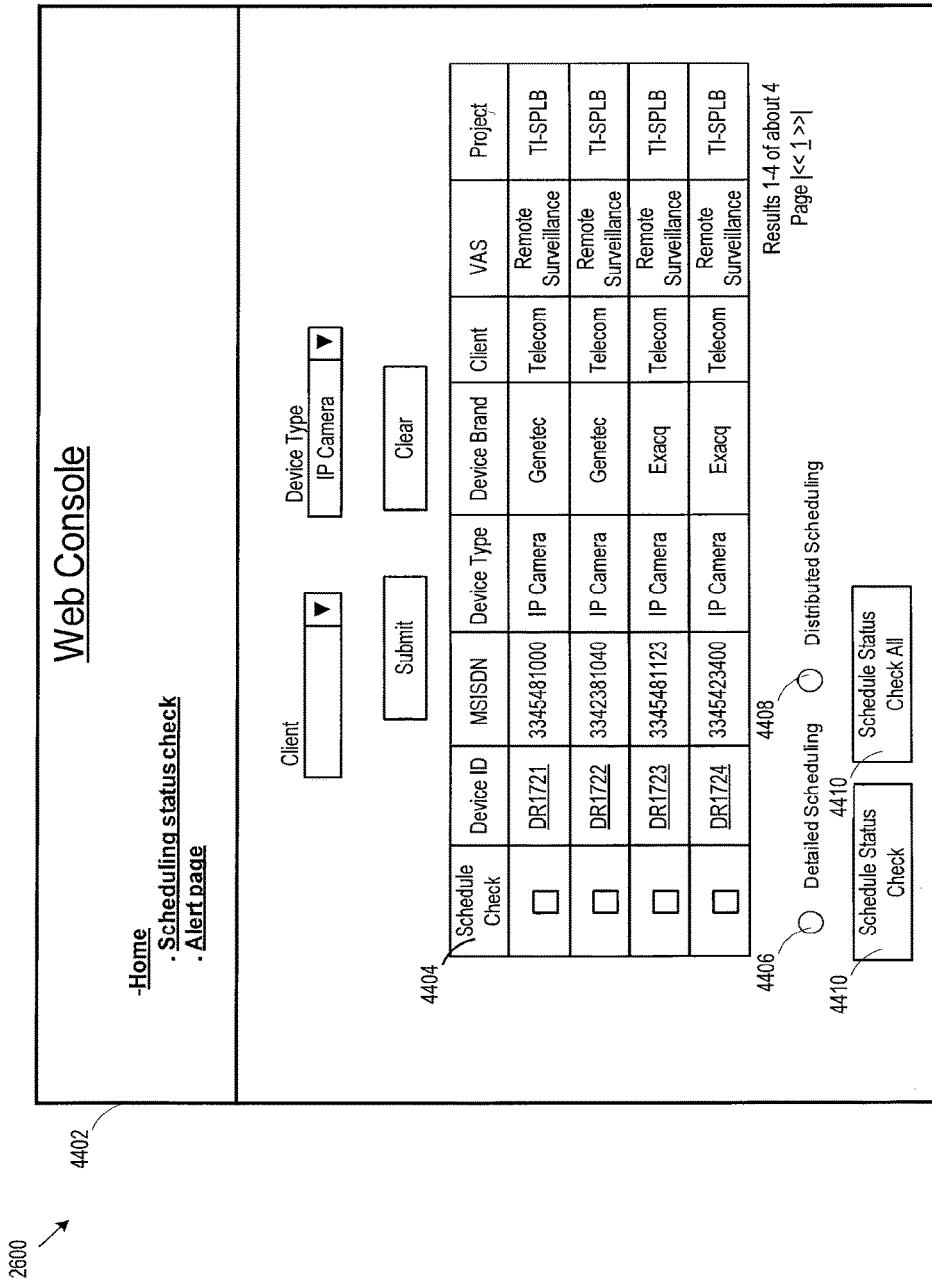 2600
4402
Web Console
-Home
. Scheduling status check
. Alert page
Client
Device Type
▼
IP Camera ▼
Submit
Clear
4404
Schedule Check Device ID MSISDN Device Type Device Brand Client VAS Project
DR1721 3345481000 IP Camera Genetec Telecom Remote Surveillance TI-SPLB
DR1722 3342381040 IP Camera Genetec Telecom Remote Surveillance TI-SPLB
DR1723 3345481123 IP Camera Exacq Telecom Remote Surveillance TI-SPLB
DR1724 3345423400 IP Camera Exacq Telecom Remote Surveillance TI-SPLB
Results 1-4 of about 4
Page |<< 1 >>|
4406
Detailed Scheduling
4408
Distributed Scheduling
4410
Schedule Status
Check
4410
Schedule Status
Check All